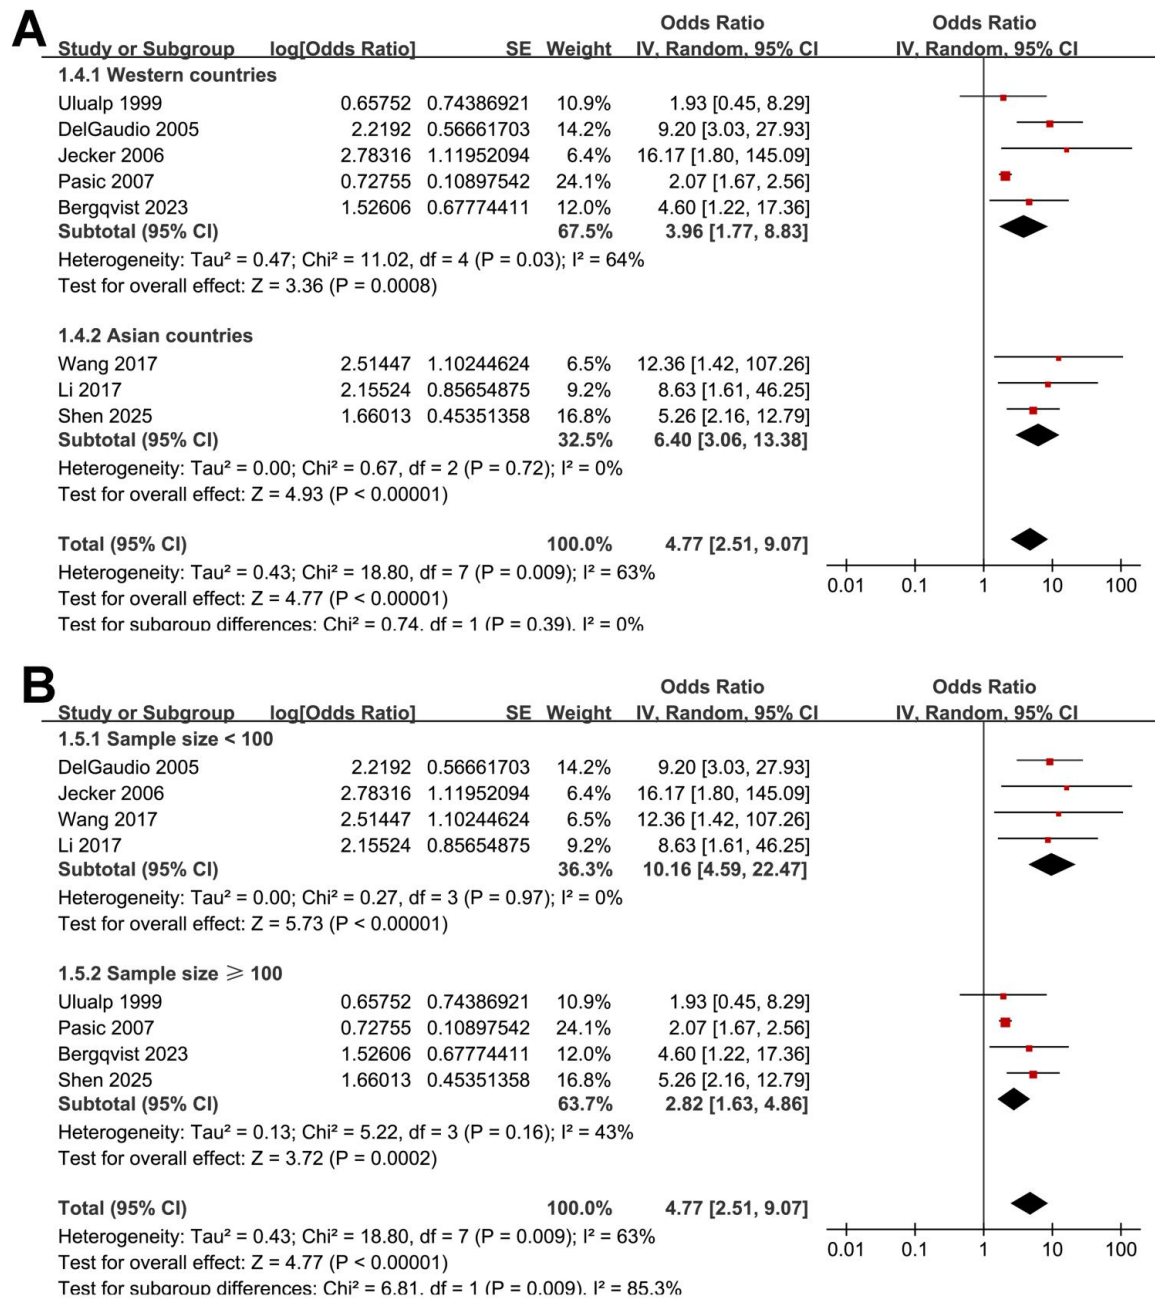 A
Odds Ratio Odds Ratio
Study or Subgroup log[Odds Ratio] SE Weight IV, Random, 95% CI IV, Random, 95% CI
1.4.1 Western countries
Ulualp 1999 0.65752 0.74386921 10.9% 1.93 [0.45, 8.29]
DelGaudio 2005 2.2192 0.56661703 14.2% 9.20 [3.03, 27.93]
Jecker 2006 2.78316 1.11952094 6.4% 16.17 [1.80, 145.09]
Pasic 2007 0.72755 0.10897542 24.1% 2.07 [1.67, 2.56]
Bergqvist 2023 1.52606 0.67774411 12.0% 4.60 [1.22, 17.36]
Subtotal (95% CI) 67.5% 3.96 [1.77, 8.83]
Heterogeneity: Tau² = 0.47; Chi² = 11.02, df = 4 (P = 0.03); I² = 64%
Test for overall effect: Z = 3.36 (P = 0.0008)
1.4.2 Asian countries
Wang 2017 2.51447 1.10244624 6.5% 12.36 [1.42, 107.26]
Li 2017 2.15524 0.85654875 9.2% 8.63 [1.61, 46.25]
Shen 2025 1.66013 0.45351358 16.8% 5.26 [2.16, 12.79]
Subtotal (95% CI) 32.5% 6.40 [3.06, 13.38]
Heterogeneity: Tau² = 0.00; Chi² = 0.67, df = 2 (P = 0.72); I² = 0%
Test for overall effect: Z = 4.93 (P < 0.00001)
Total (95% CI) 100.0% 4.77 [2.51, 9.07]
Heterogeneity: Tau² = 0.43; Chi² = 18.80, df = 7 (P = 0.009); I² = 63%
Test for overall effect: Z = 4.77 (P < 0.00001)
Test for subgroup differences: Chi² = 0.74, df = 1 (P = 0.39), I² = 0%
0.01 0.1 1 10 100
B
Odds Ratio Odds Ratio
Study or Subgroup log[Odds Ratio] SE Weight IV, Random, 95% CI IV, Random, 95% CI
1.5.1 Sample size < 100
DelGaudio 2005 2.2192 0.56661703 14.2% 9.20 [3.03, 27.93]
Jecker 2006 2.78316 1.11952094 6.4% 16.17 [1.80, 145.09]
Wang 2017 2.51447 1.10244624 6.5% 12.36 [1.42, 107.26]
Li 2017 2.15524 0.85654875 9.2% 8.63 [1.61, 46.25]
Subtotal (95% CI) 36.3% 10.16 [4.59, 22.47]
Heterogeneity: Tau² = 0.00; Chi² = 0.27, df = 3 (P = 0.97); I² = 0%
Test for overall effect: Z = 5.73 (P < 0.00001)
1.5.2 Sample size ⩾ 100
Ulualp 1999 0.65752 0.74386921 10.9% 1.93 [0.45, 8.29]
Pasic 2007 0.72755 0.10897542 24.1% 2.07 [1.67, 2.56]
Bergqvist 2023 1.52606 0.67774411 12.0% 4.60 [1.22, 17.36]
Shen 2025 1.66013 0.45351358 16.8% 5.26 [2.16, 12.79]
Subtotal (95% CI) 63.7% 2.82 [1.63, 4.86]
Heterogeneity: Tau² = 0.13; Chi² = 5.22, df = 3 (P = 0.16); I² = 43%
Test for overall effect: Z = 3.72 (P = 0.0002)
Total (95% CI) 100.0% 4.77 [2.51, 9.07]
Heterogeneity: Tau² = 0.43; Chi² = 18.80, df = 7 (P = 0.009); I² = 63%
Test for overall effect: Z = 4.77 (P < 0.00001)
Test for subgroup differences: Chi² = 6.81, df = 1 (P = 0.009), I² = 85.3%
0.01 0.1 1 10 100